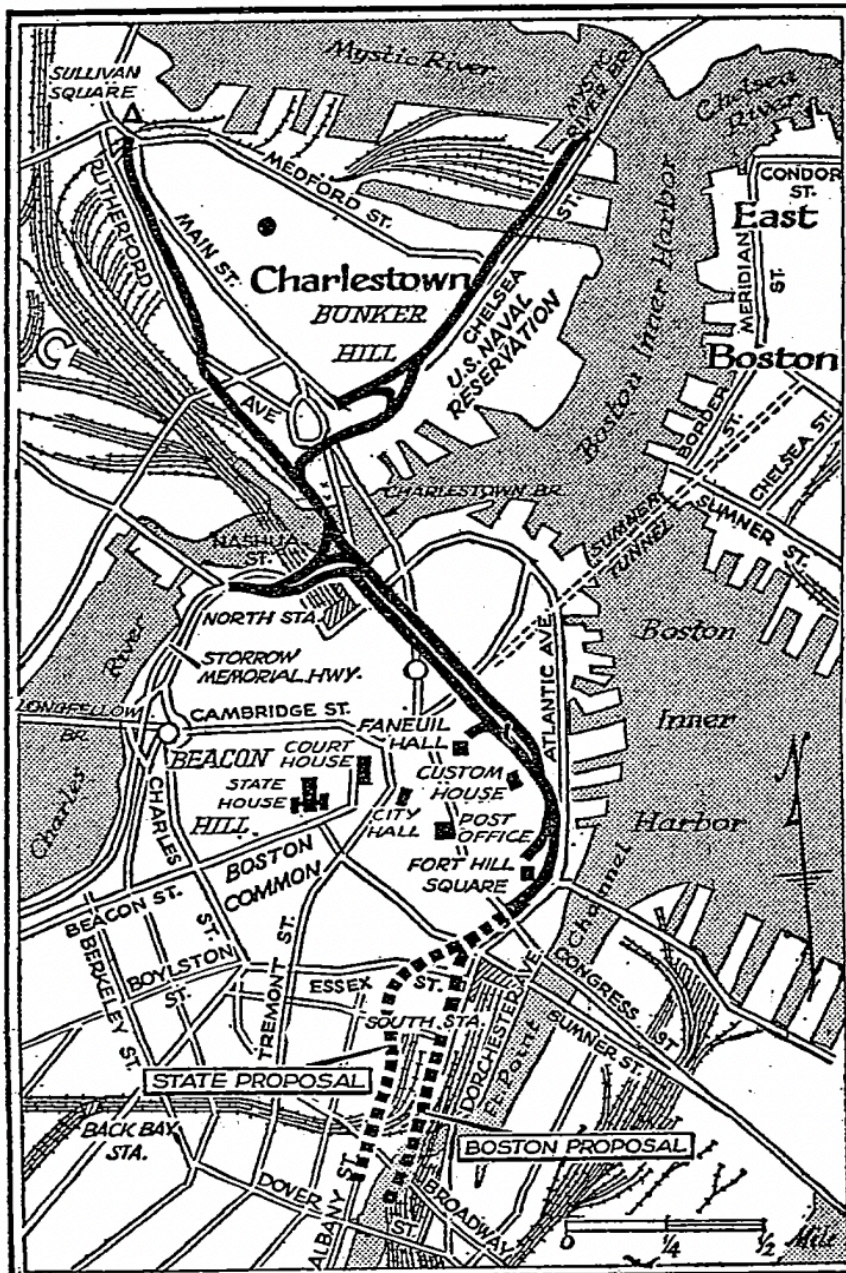 Mystic River
MYSTIC
RIVER BR.
SULLIVAN
SQUARE
Chelsea
River
MEDFORD ST.
CONDOR
ST.
RUTHERFORD
MAIN ST.
East
MERIDIAN
ST.
Charlestown
BUNKER
HILL
CHELSEA
ST.
U.S. NAVAL
RESERVATION
Boston Inner Harbor
Boston
BORDER
ST.
AVE
CHELSEA ST.
CHARLESTOWN BR.
SUMNER
TUNNEL
SUMNER ST.
NASHUA
ST.
NORTH STA.
River
STORROW
MEMORIAL HWY.
ATLANTIC AVE.
Boston
Inner
Harbor
LONGFELLOW
BR.
CAMBRIDGE ST.
FANEUIL
HALL
BEACON
HILL
COURT
HOUSE
STATE
HOUSE
CUSTOM
HOUSE
CITY
HALL
POST
OFFICE
Charles
CHARLES
ST.
BOSTON
COMMON
FORT HILL
SQUARE
N
Channel
BEACON ST.
BERKELEY ST.
BOYLSTON
ST.
TREMONT ST.
ESSEX
ST.
SOUTH STA.
DORCHESTER AVE
Ft. Point
CONGRESS ST
SUMNER ST.
STATE PROPOSAL
BOSTON PROPOSAL
BACK BAY
STA.
DOVER
ST.
ALBANY ST.
BROADWAY
0 1/4 1/2
Mile